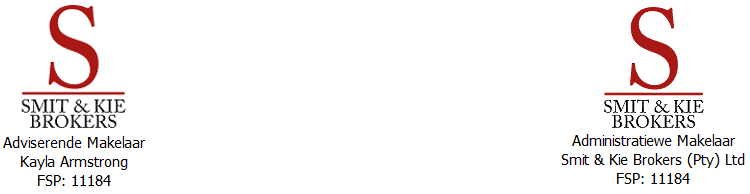 S
SMIT & KIE
BROKERS
Adviserende Makelaar
Kayla Armstrong
FSP: 11184
S
SMIT & KIE
BROKERS
Administratiewe Makelaar
Smit & Kie Brokers (Pty) Ltd
FSP: 11184